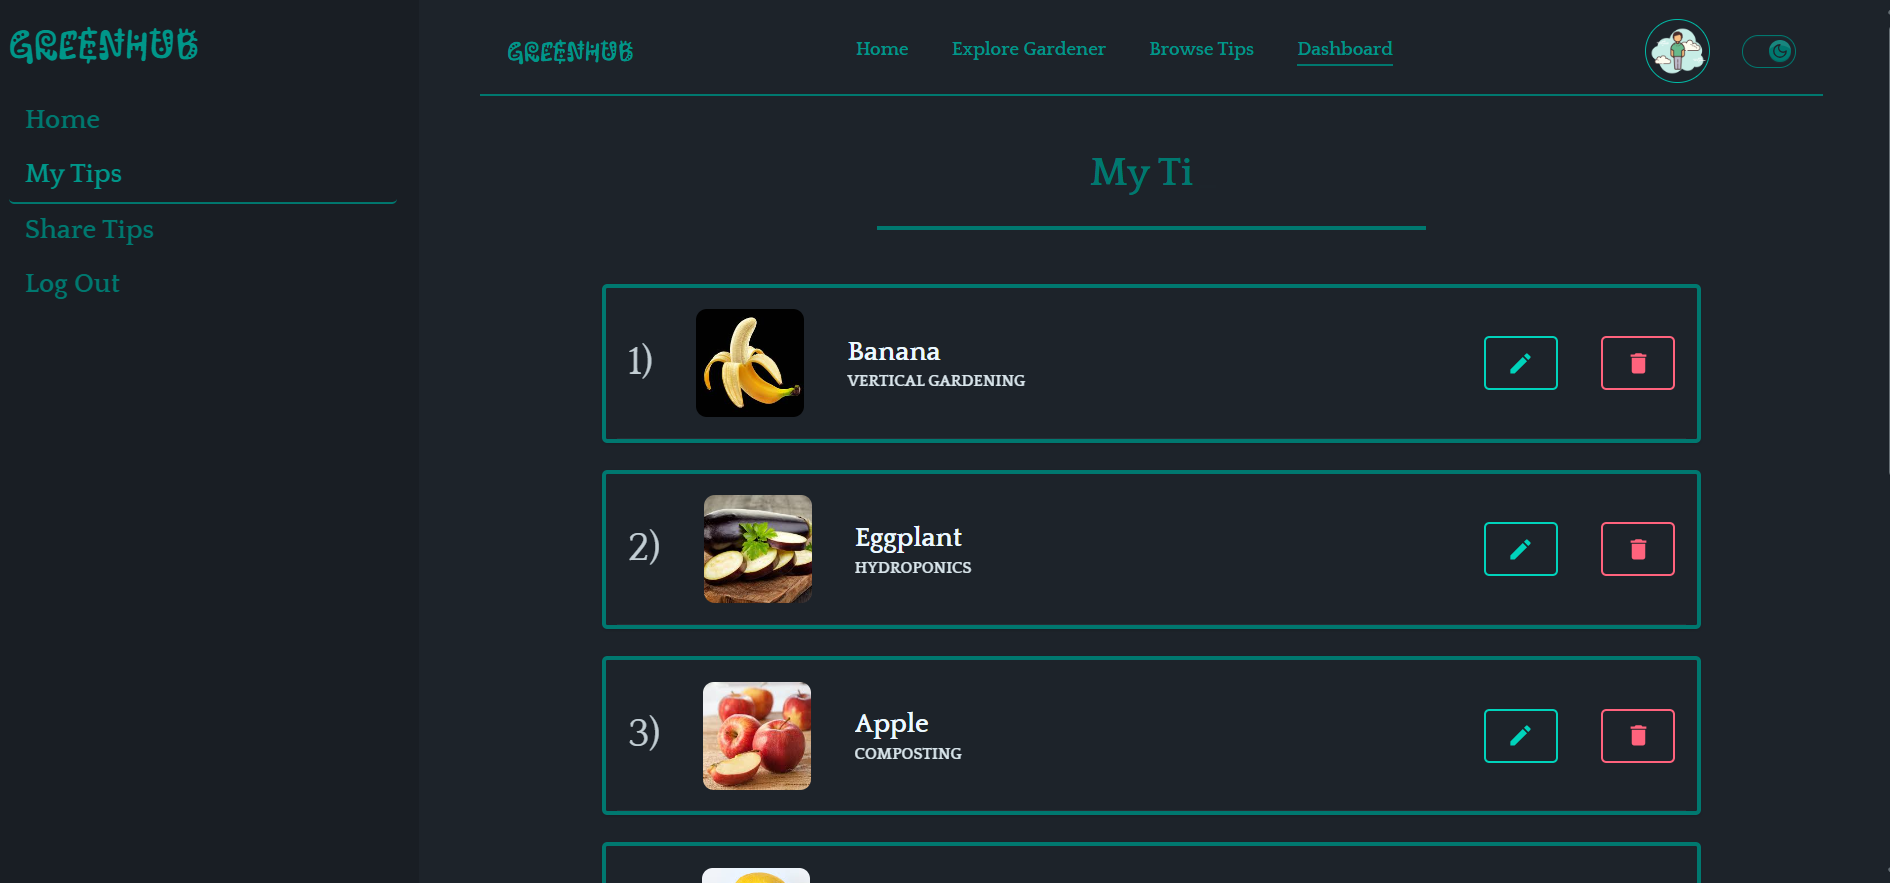 GREENHUB
Home
My Tips
Share Tips
Log Out
GREENHUB
Home
Explore Gardener
Browse Tips
Dashboard
My Ti
1)
Banana
VERTICAL GARDENING
2)
Eggplant
HYDROPONICS
3)
Apple
COMPOSTING